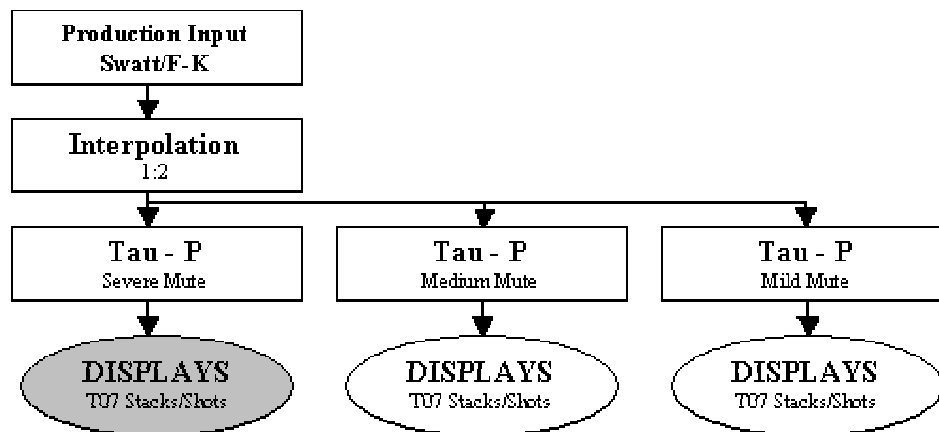 Production Input
Swatt/F-K
Interpolation
1:2
Tau - P
Severe Mute
Tau - P
Medium Mute
Tau - P
Mild Mute
DISPLAYS
T07 Stacks/Shots
DISPLAYS
T07 Stacks/Shots
DISPLAYS
T07 Stacks/Shots